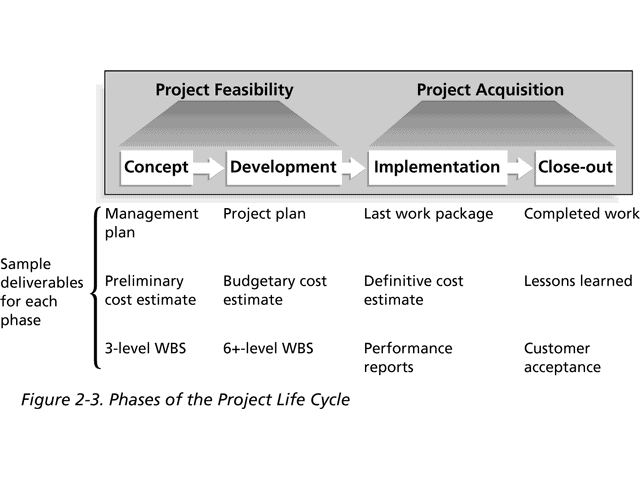 Project Feasibility
Project Acquisition
Concept
Development
Implementation
Close-out
Sample
deliverables
for each
phase
Management
plan
Project plan
Last work package
Completed work
Preliminary
cost estimate
Budgetary cost
estimate
Definitive cost
estimate
Lessons learned
3-level WBS
6+-level WBS
Performance
reports
Customer
acceptance
Figure 2-3. Phases of the Project Life Cycle